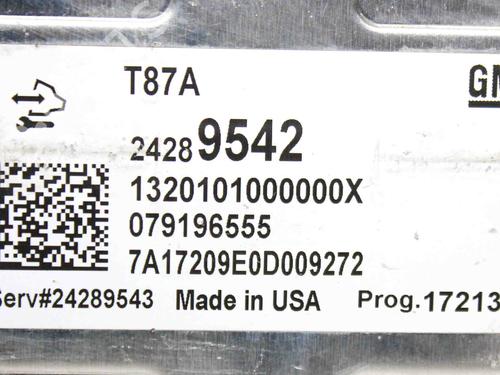 T87A
GM
24289542
1320101000000X
079196555
7A17209E0D009272
Serv#24289543 Made in USA Prog.17213